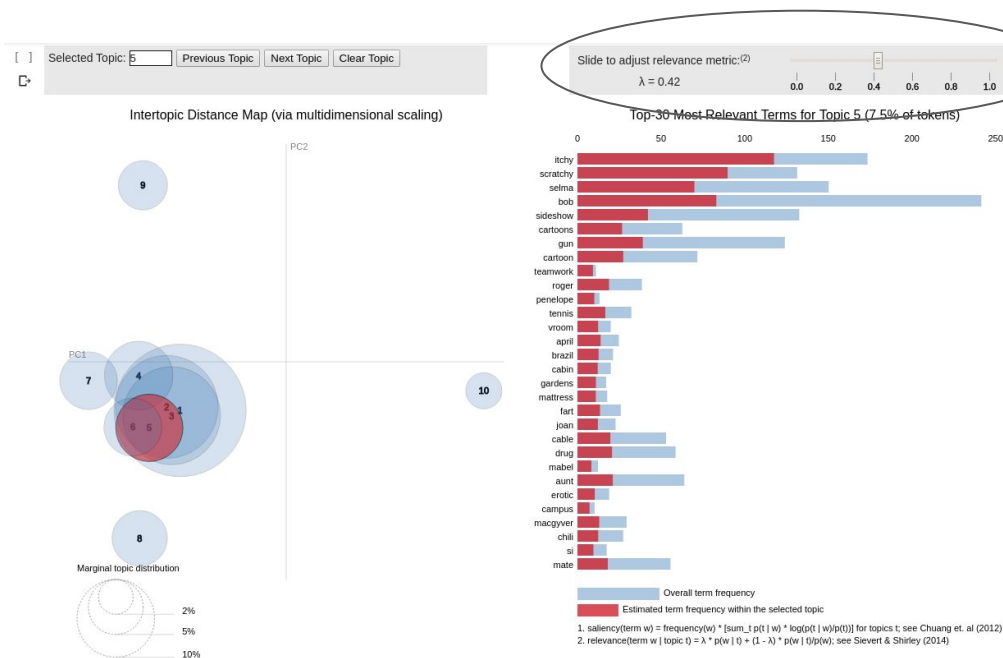 [ ] Selected Topic: 5 Previous Topic Next Topic Clear Topic
Slide to adjust relevance metric:(2)
λ = 0.42
0.0 0.2 0.4 0.6 0.8 1.0
Intertopic Distance Map (via multidimensional scaling)
PC2
PC1
9
7
4
2
1
3
6
5
10
8
Marginal topic distribution
2%
5%
10%
Top-30 Most Relevant Terms for Topic 5 (7.5% of tokens)
0 50 100 150 200 250
itchy
scratchy
selma
bob
sideshow
cartoons
gun
cartoon
teamwork
roger
penelope
tennis
vroom
april
brazil
cabin
gardens
mattress
fart
joan
cable
drug
mabel
aunt
erotic
campus
macgyver
chili
si
mate
Overall term frequency
Estimated term frequency within the selected topic
1. saliency(term w) = frequency(w) * [sum_t p(t | w) * log(p(t | w)/p(t))] for topics t; see Chuang et. al (2012)
2. relevance(term w | topic t) = λ * p(w | t) + (1 - λ) * p(w | t)/p(w); see Sievert & Shirley (2014)